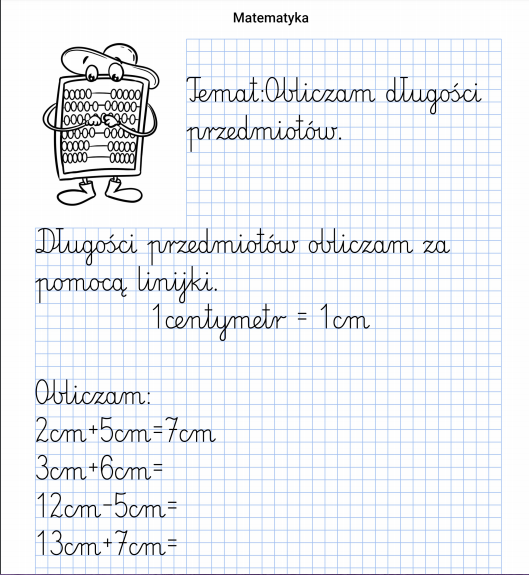 Matematyka
Temat:Obliczam długości
przedmiotów.
Długości przedmiotów obliczam za
pomocą linijki.
1centymetr = 1cm
Obliczam:
2cm+5cm=7cm
3cm+6cm=
12cm-5cm=
13cm+7cm=